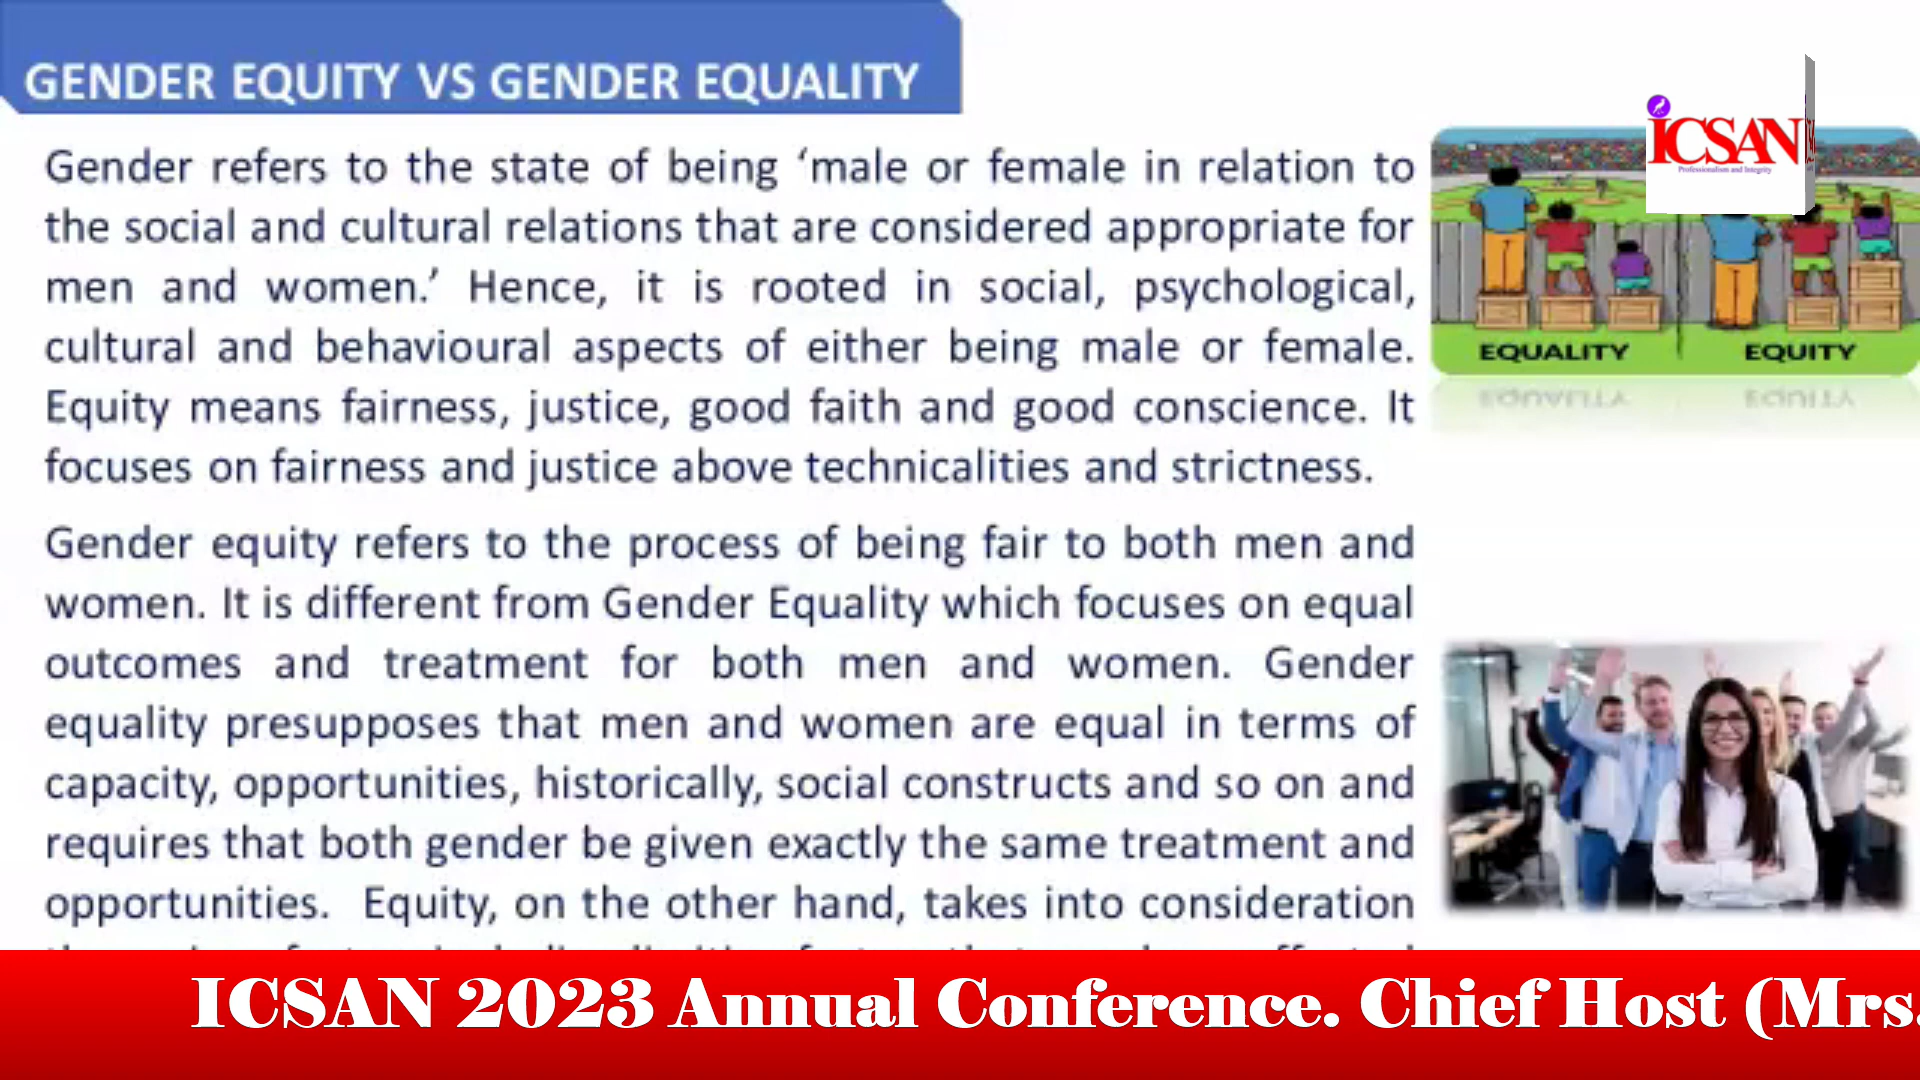 GENDER EQUITY VS GENDER EQUALITY
Gender refers to the state of being ‘male or female in relation to
the social and cultural relations that are considered appropriate for
men and women.’ Hence, it is rooted in social, psychological,
cultural and behavioural aspects of either being male or female.
Equity means fairness, justice, good faith and good conscience. It
focuses on fairness and justice above technicalities and strictness.
Gender equity refers to the process of being fair to both men and
women. It is different from Gender Equality which focuses on equal
outcomes and treatment for both men and women. Gender
equality presupposes that men and women are equal in terms of
capacity, opportunities, historically, social constructs and so on and
requires that both gender be given exactly the same treatment and
opportunities. Equity, on the other hand, takes into consideration
iCSAN
Professionalism and Integrity
EQUALITY
EQUITY
ICSAN 2023 Annual Conference. Chief Host (Mrs.